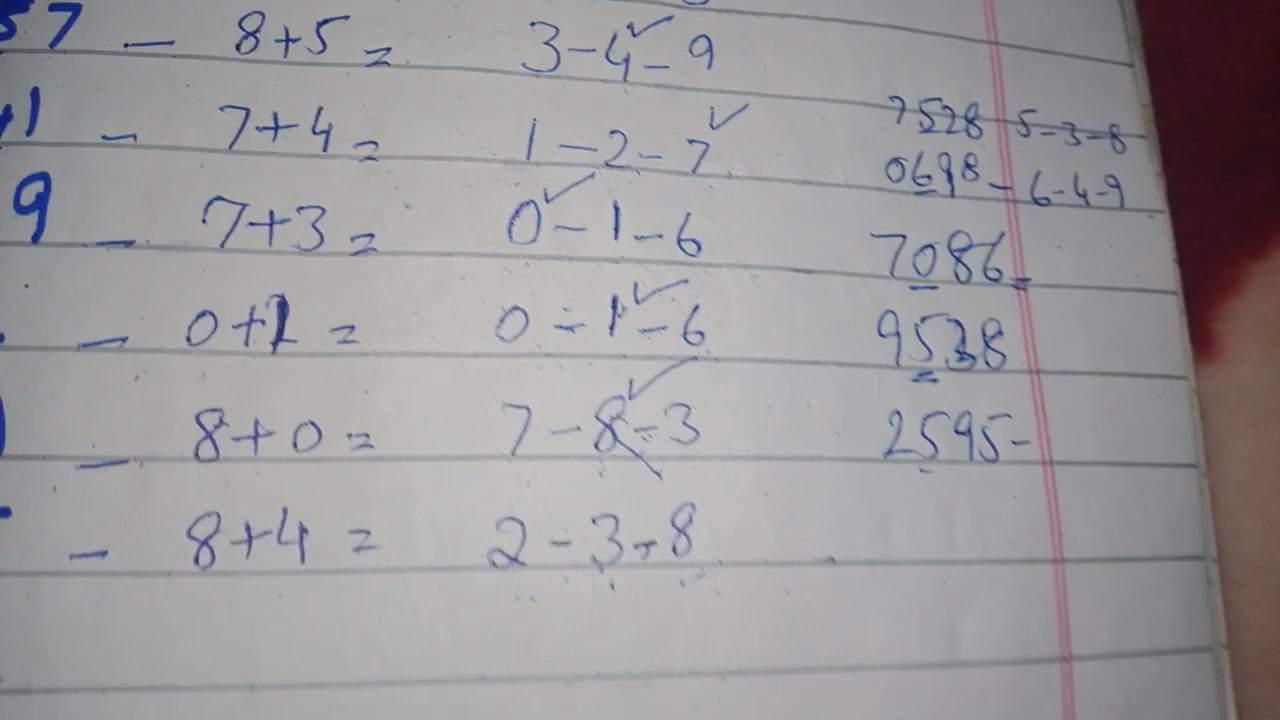 57 - 8+5 = 3-4-9
11 - 7+4 = 1-2-7 7528 5-3-8
9 - 7+3 = 0-1-6 0698 - 6-4-9
- 0+1 = 0-1-6 7086=
- 8+0 = 7-8-3 9538
- 8+4 = 2-3-8 2595-